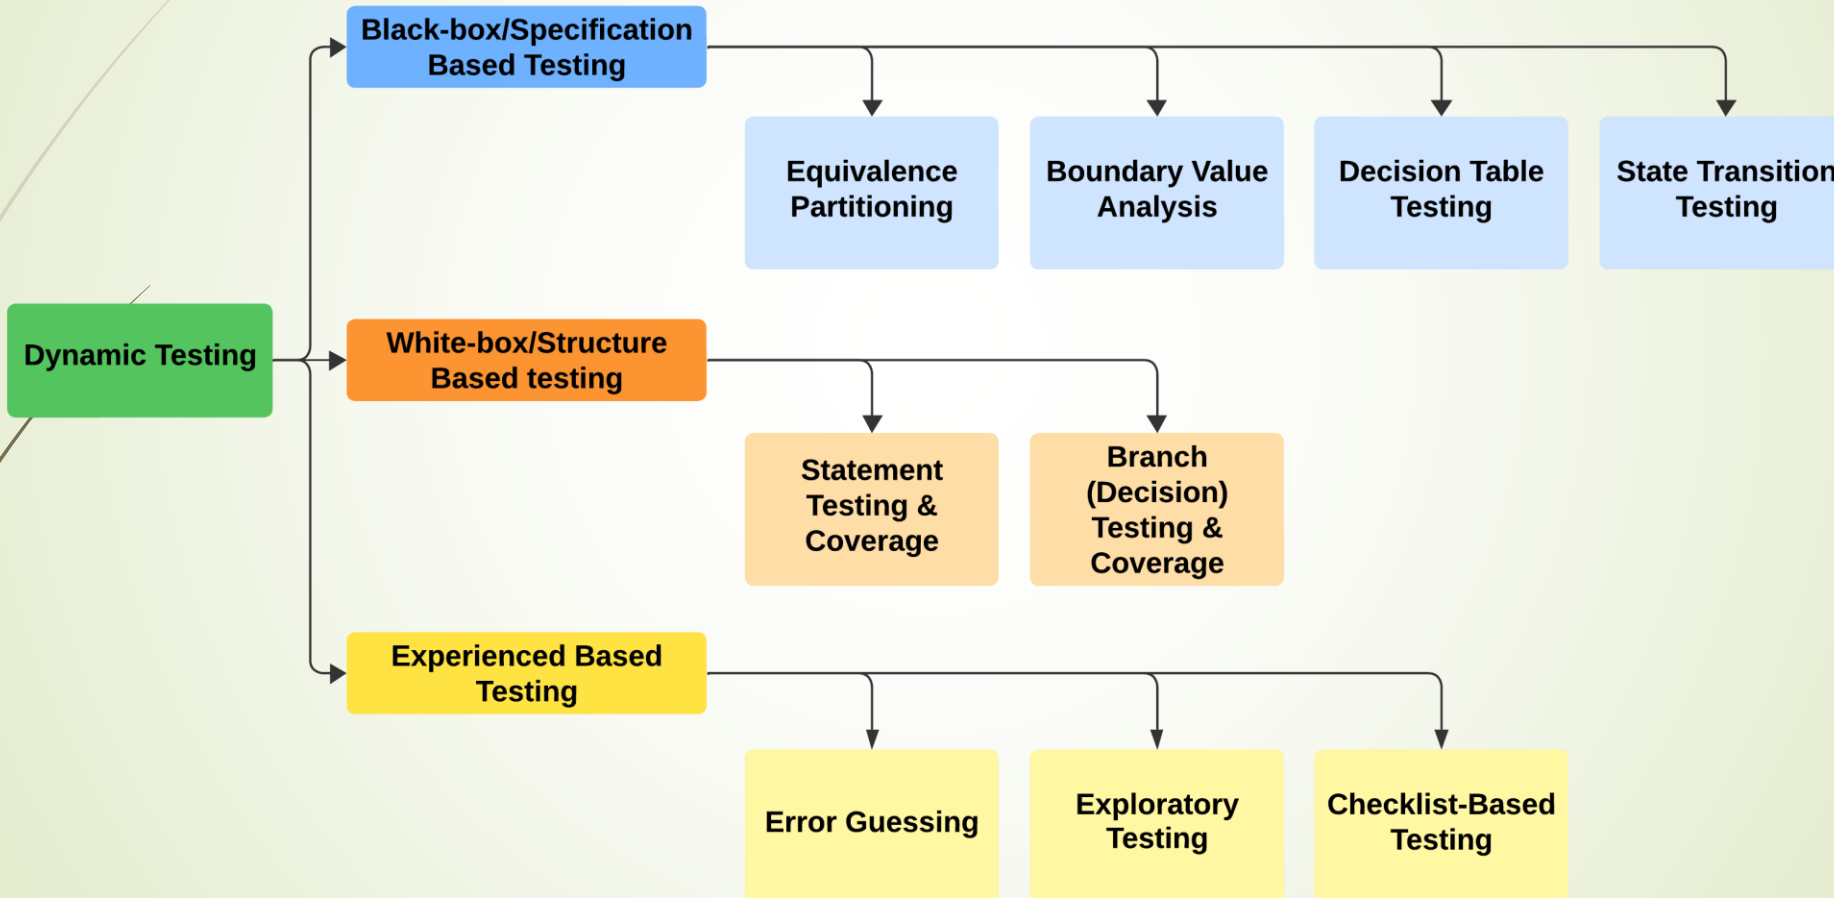 Black-box/Specification
Based Testing
Equivalence
Partitioning
Boundary Value
Analysis
Decision Table
Testing
State Transition
Testing
Dynamic Testing
White-box/Structure
Based testing
Statement
Testing &
Coverage
Branch
(Decision)
Testing &
Coverage
Experienced Based
Testing
Error Guessing
Exploratory
Testing
Checklist-Based
Testing